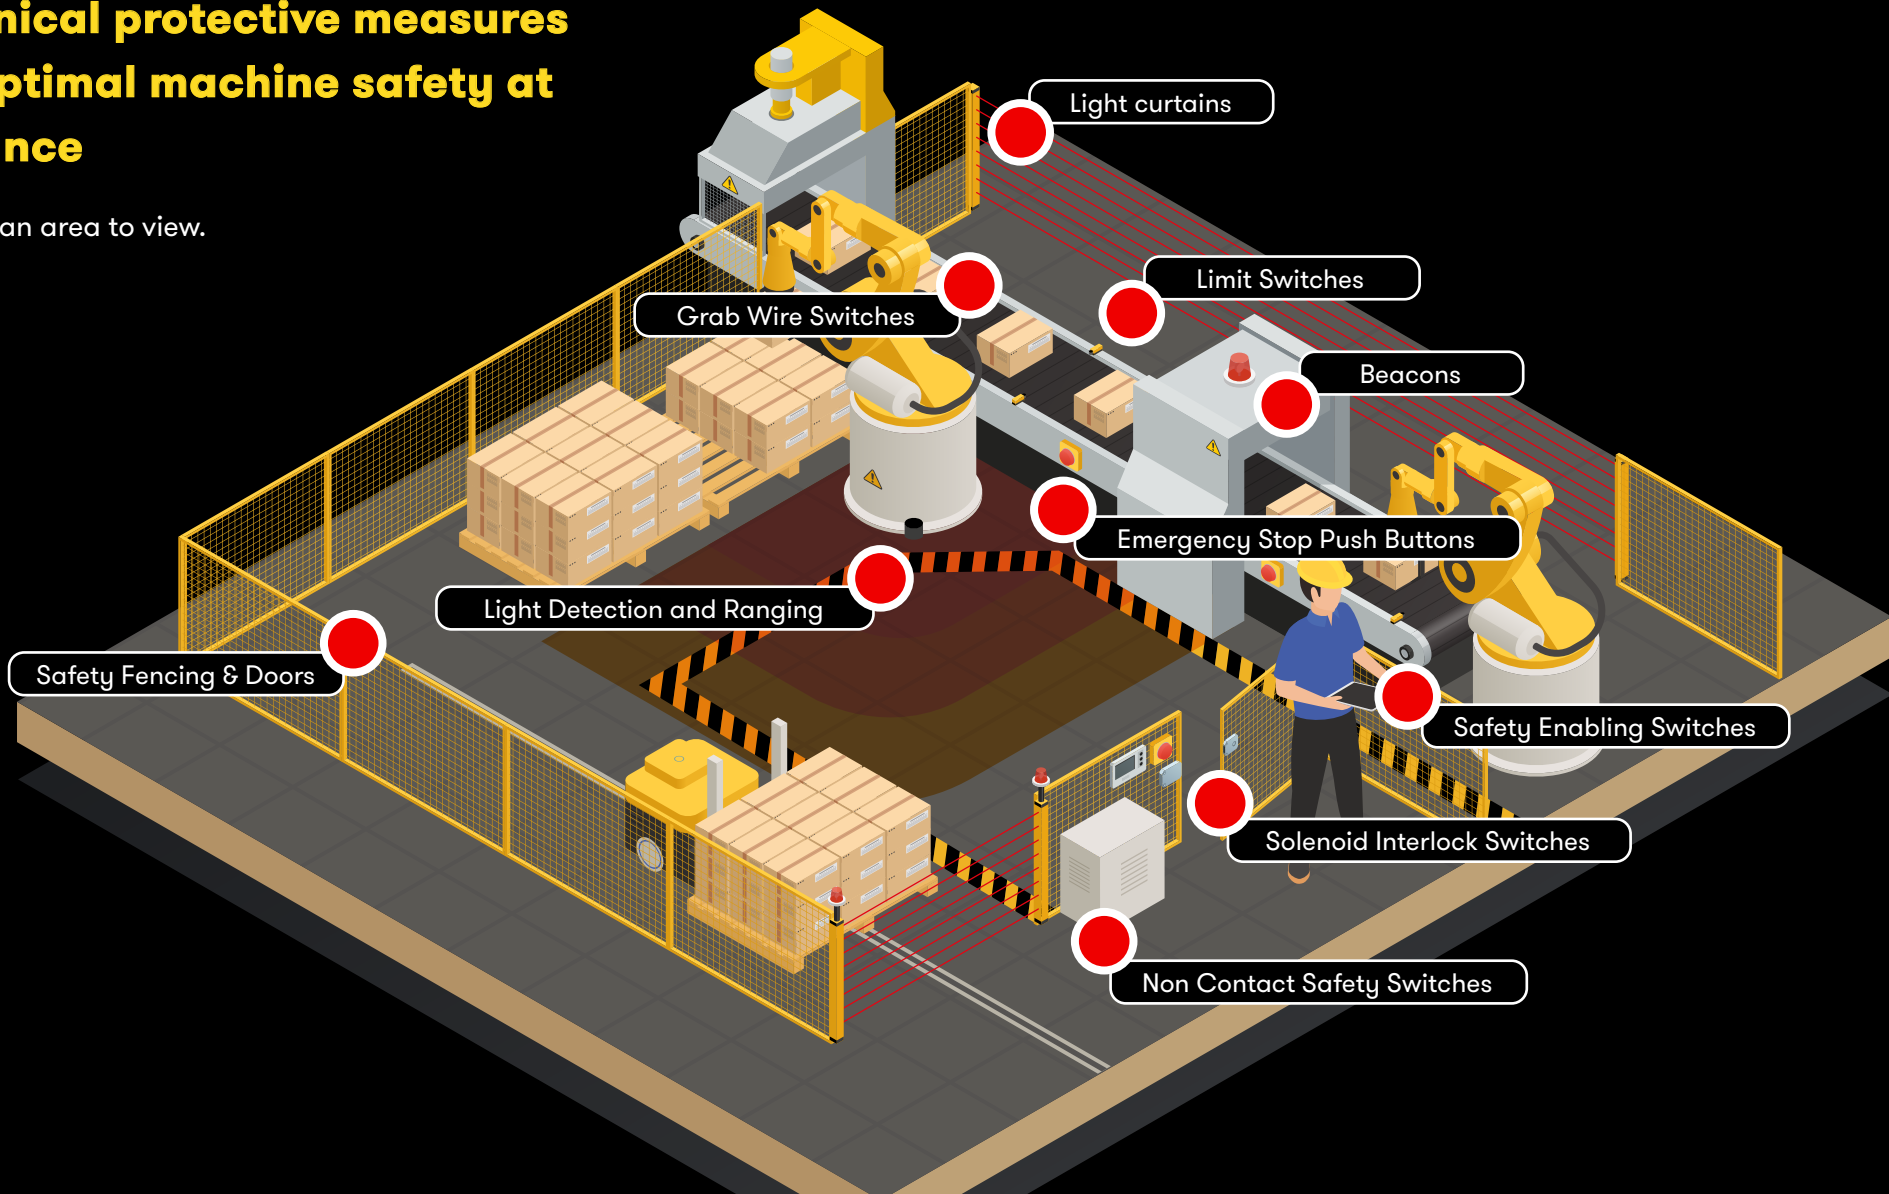 nical protective measures
ptimal machine safety at
nce
an area to view.
Light curtains
Limit Switches
Grab Wire Switches
Beacons
Emergency Stop Push Buttons
Light Detection and Ranging
Safety Fencing & Doors
Safety Enabling Switches
Solenoid Interlock Switches
Non Contact Safety Switches